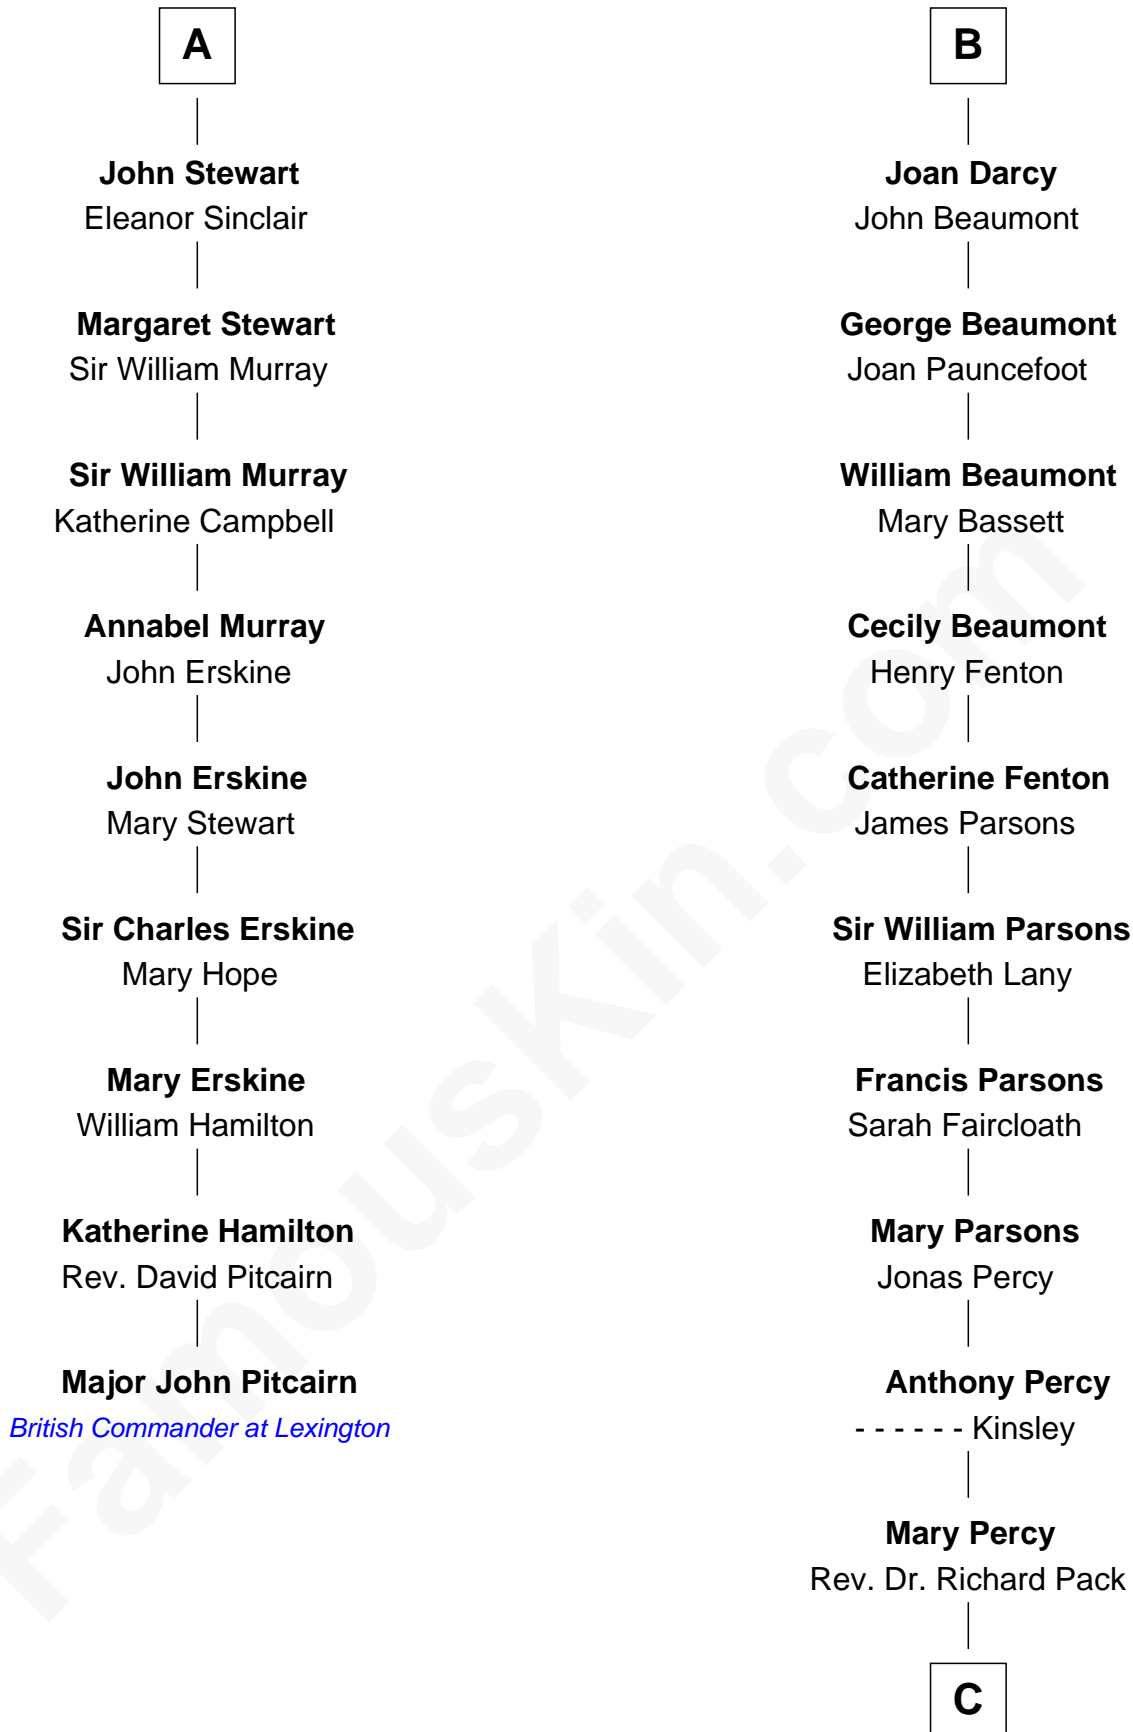 A
John Stewart
Eleanor Sinclair
Margaret Stewart
Sir William Murray
Sir William Murray
Katherine Campbell
Annabel Murray
John Erskine
John Erskine
Mary Stewart
Sir Charles Erskine
Mary Hope
Mary Erskine
William Hamilton
Katherine Hamilton
Rev. David Pitcairn
Major John Pitcairn
British Commander at Lexington
B
Joan Darcy
John Beaumont
George Beaumont
Joan Pauncefoot
William Beaumont
Mary Bassett
Cecily Beaumont
Henry Fenton
Catherine Fenton
James Parsons
Sir William Parsons
Elizabeth Lany
Francis Parsons
Sarah Faircloath
Mary Parsons
Jonas Percy
Anthony Percy
- - - - - - Kinsley
Mary Percy
Rev. Dr. Richard Pack
C
FamousKin.com